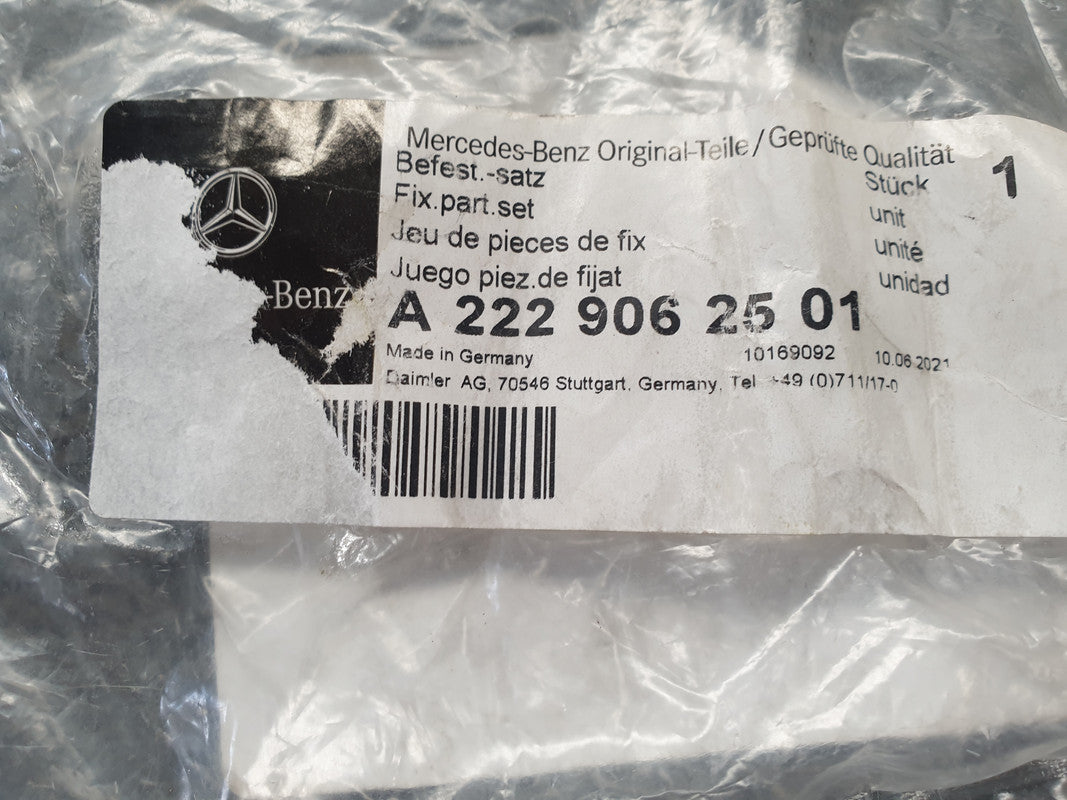 Mercedes-Benz Original-Teile/Geprüfte Qualität
Befest.-satz
Stück
1
Fix.part.set
unit
Jeu de pieces de fix
unité
Juego piez.de fijat
unidad
-Benz
A 222 906 25 01
Made in Germany
10169092
10.06.2021
Daimler AG, 70546 Stuttgart, Germany, Tel +49 (0)711/17-0